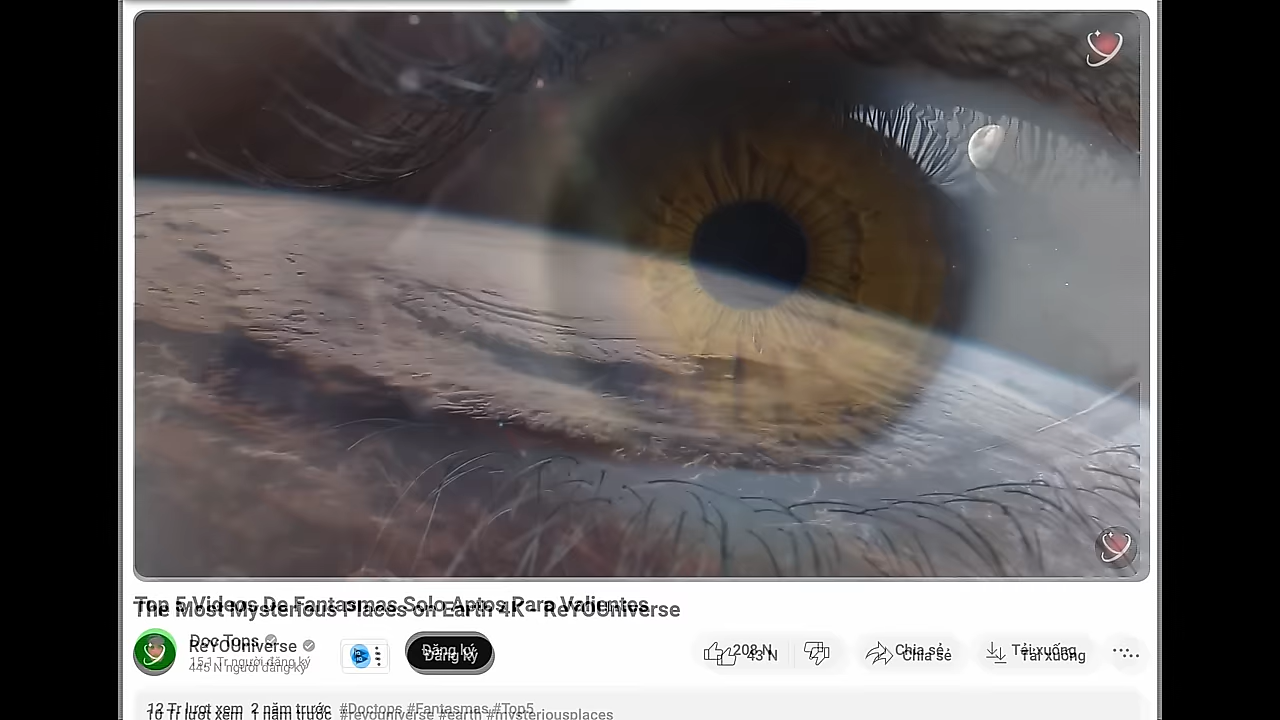 Top 5 Videos De Fantasmas Solo Aptos Para Valientes
The Most Mysterious Places on Earth 4K - ReYOUniverse
Doc Tops
ReYOUniverse
15,1 Tr người đăng ký
446 N người đăng ký
Đăng ký
Đăng ký
208 N
43 N
Chia sẻ
Chia sẻ
Tải xuống
Tải xuống
12 Tr lượt xem 2 năm trước #Doctops #Fantasmas #Top5
16 Tr lượt xem 1 năm trước #reyouniverse #earth #mysteriousplaces